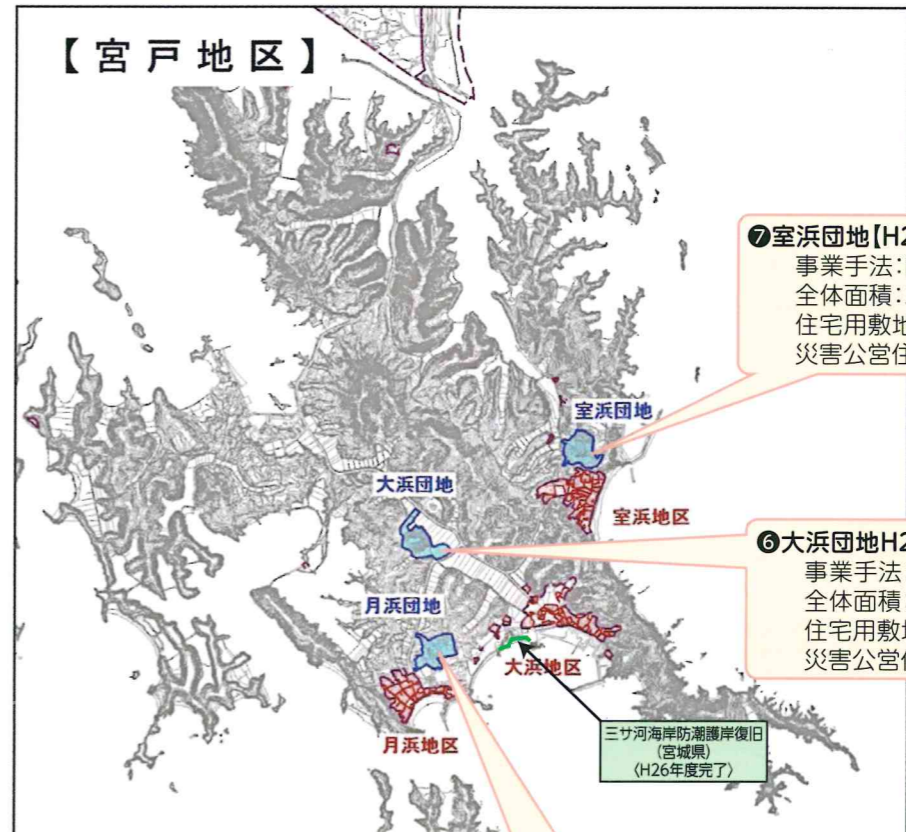 【宮戸地区】
❼室浜団地【H2
事業手法:
全体面積:
住宅用敷地
災害公営住
室浜団地
大浜団地
室浜地区
❻大浜団地H2
事業手法
全体面積
住宅用敷地
災害公営住
月浜団地
大浜地区
月浜地区
三サ河海岸防潮護岸復旧
(宮城県)
〈H26年度完了〉